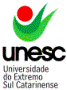 unesc
Universidade
do Extremo
Sul Catarinense